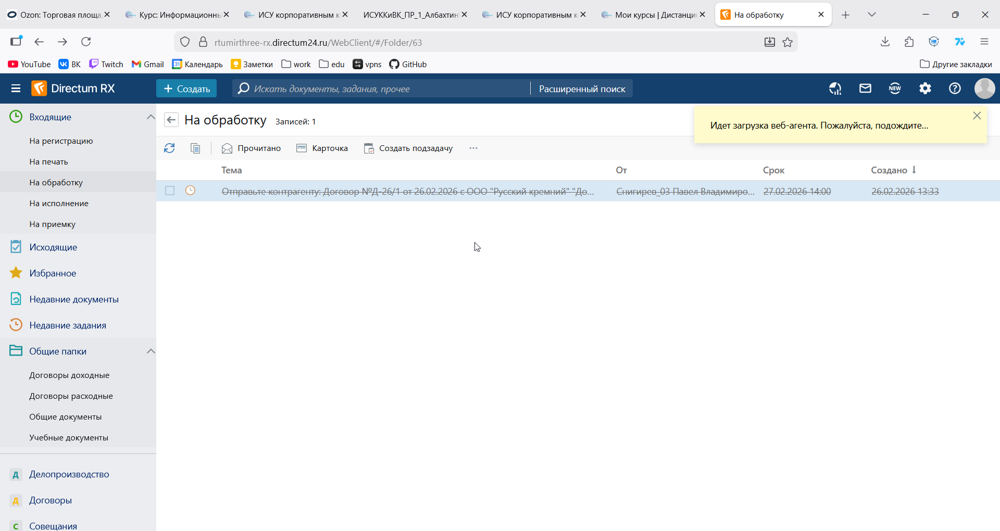 Ozon: Торговая площа
Курс: Информационн
ИСУ корпоративным к
ИСУККиВК_ПР_1_Албахтин
ИСУ корпоративным к
Мои курсы | Дистанци
На обработку
rtumirthree-rx.directum24.ru/WebClient/#/Folder/63
YouTube
ВК
Twitch
Gmail
31
Календарь
Заметки
work
edu
vpns
GitHub
Другие закладки
Directum RX
Создать
Искать документы, задания, прочее
Расширенный поиск
NEW
Входящие
На регистрацию
На печать
На обработку
На исполнение
На приемку
Исходящие
Избранное
Недавние документы
Недавние задания
Общие папки
Договоры доходные
Договоры расходные
Общие документы
Учебные документы
Д Делопроизводство
Д Договоры
С Совещания
На обработку Записей: 1
Идет загрузка веб-агента. Пожалуйста, подождите...
Прочитано
Карточка
Создать подзадачу
...
Тема От Срок Создано
Отправьте контрагенту: Договор №Д-26/1 от 26.02.2026 с ООО "Русский кремний" "До... Снигирев_03 Павел Владимиро... 27.02.2026 14:00 26.02.2026 13:33